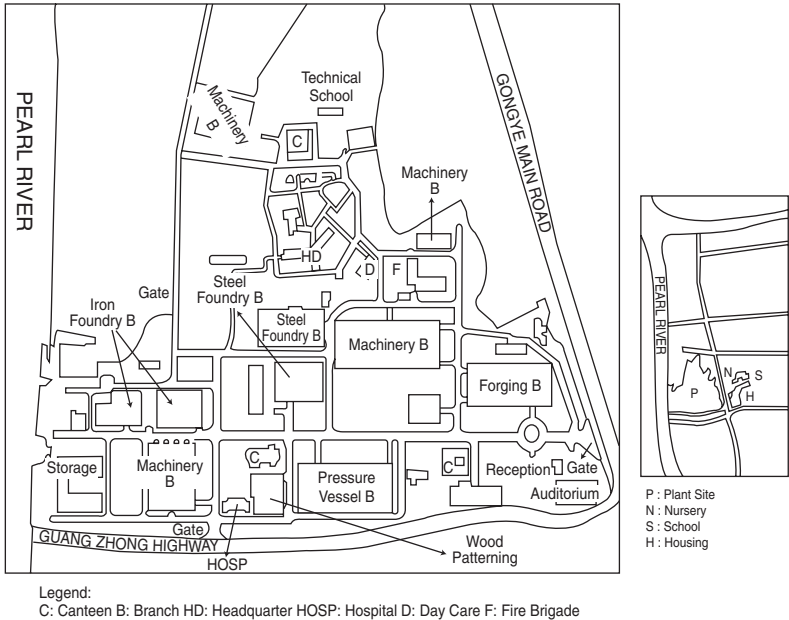 PEARL RIVER
Machinery
B
Technical
School
C
GONGYE MAIN ROAD
Machinery
B
HD
D
F
Gate
Steel
Foundry B
Iron
Foundry B
Steel
Foundry B
Machinery B
Forging B
Storage
Machinery
B
C
Pressure
Vessel B
C
Reception
Gate
Auditorium
Gate
GUANG ZHONG HIGHWAY
HOSP
Wood
Patterning
PEARL RIVER
P
N
S
H
P : Plant Site
N : Nursery
S : School
H : Housing
Legend:
C: Canteen B: Branch HD: Headquarter HOSP: Hospital D: Day Care F: Fire Brigade